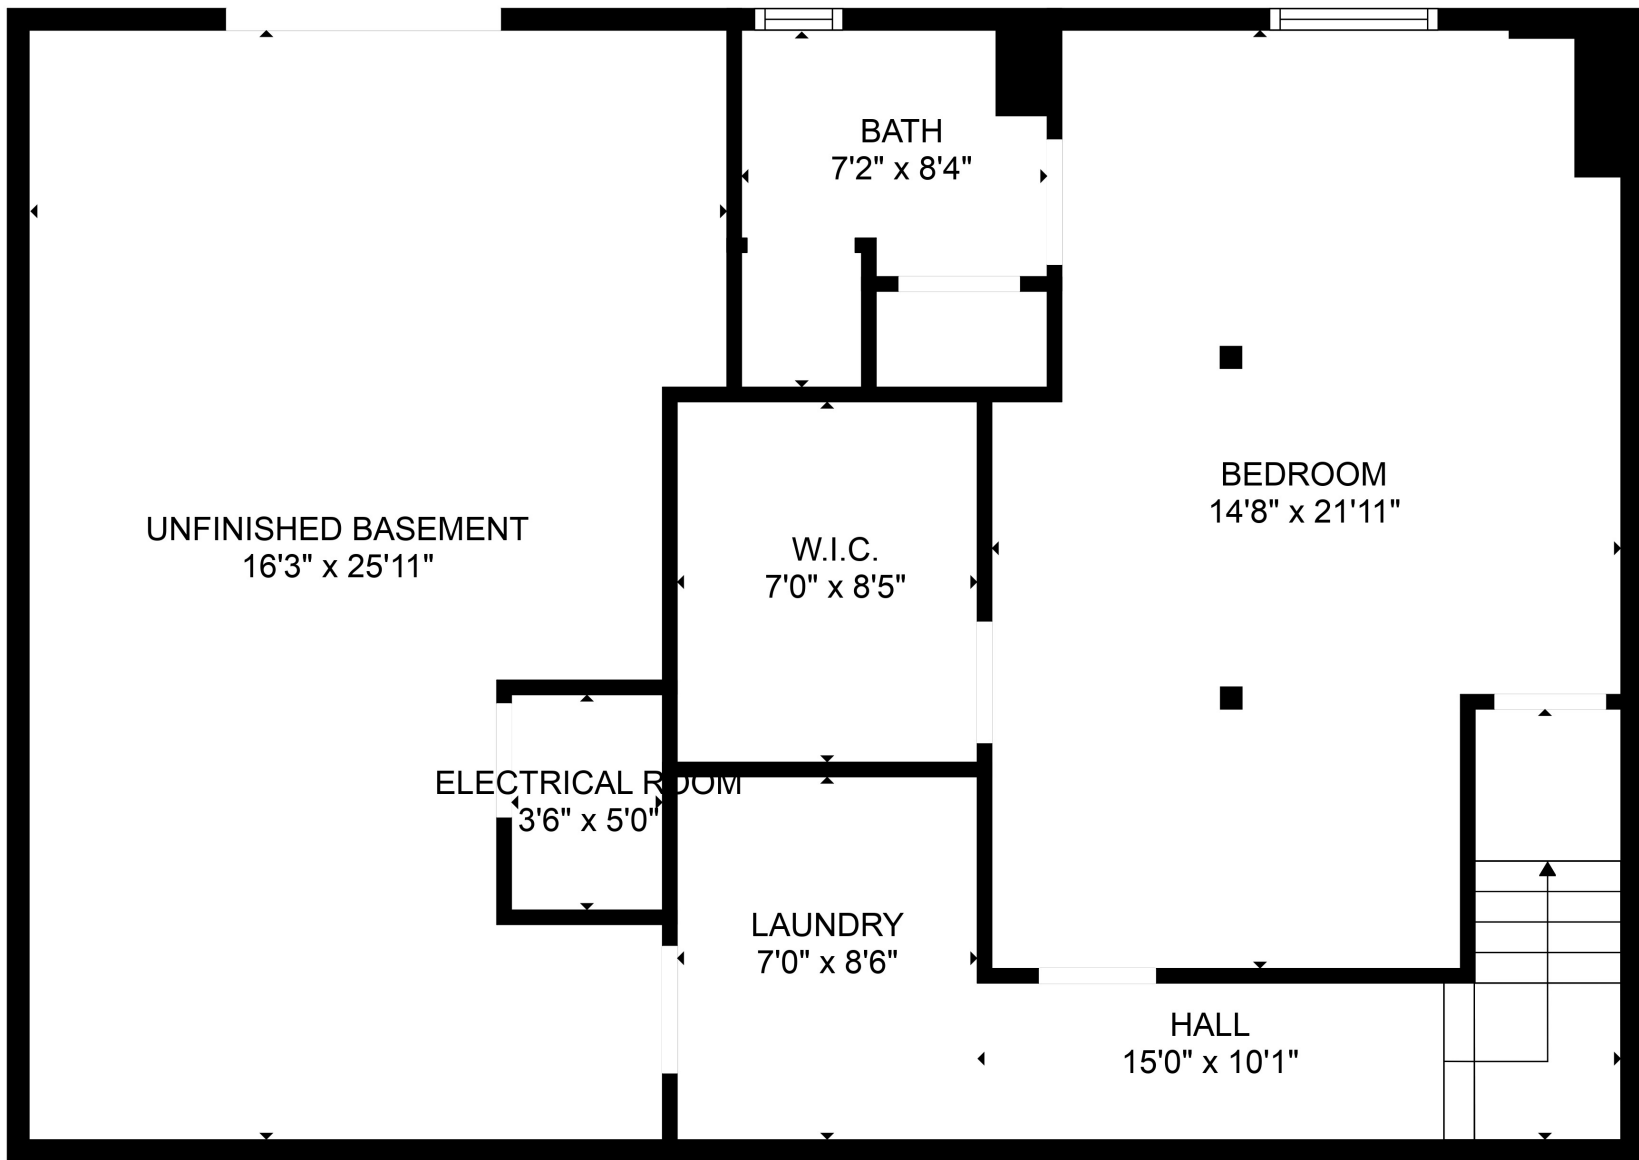 BATH
7'2" x 8'4"
BEDROOM
14'8" x 21'11"
UNFINISHED BASEMENT
16'3" x 25'11"
W.I.C.
7'0" x 8'5"
ELECTRICAL ROOM
3'6" x 5'0"
LAUNDRY
7'0" x 8'6"
HALL
15'0" x 10'1"